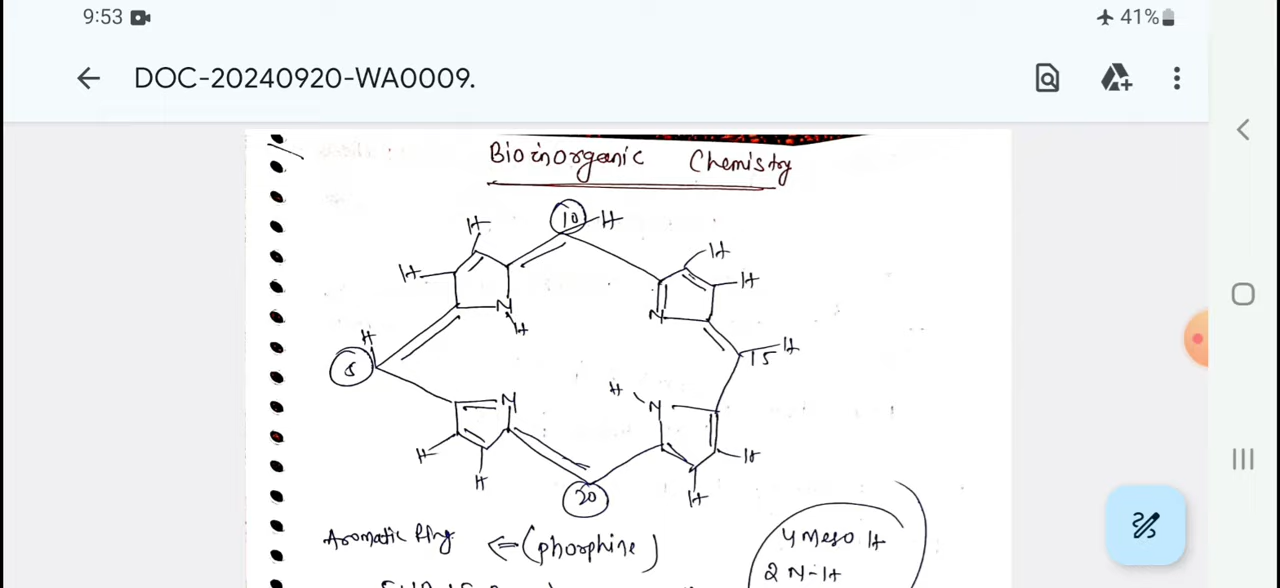 9:53
41%
DOC-20240920-WA0009.
Bioinorganic Chemistry
10 H
H
H
H
H
N
N
H
H
5
15 H
H
N
N
H
H
H
H
20
H
Aromatic Ring <= (phorphine)
4 Meso H
2 N-H